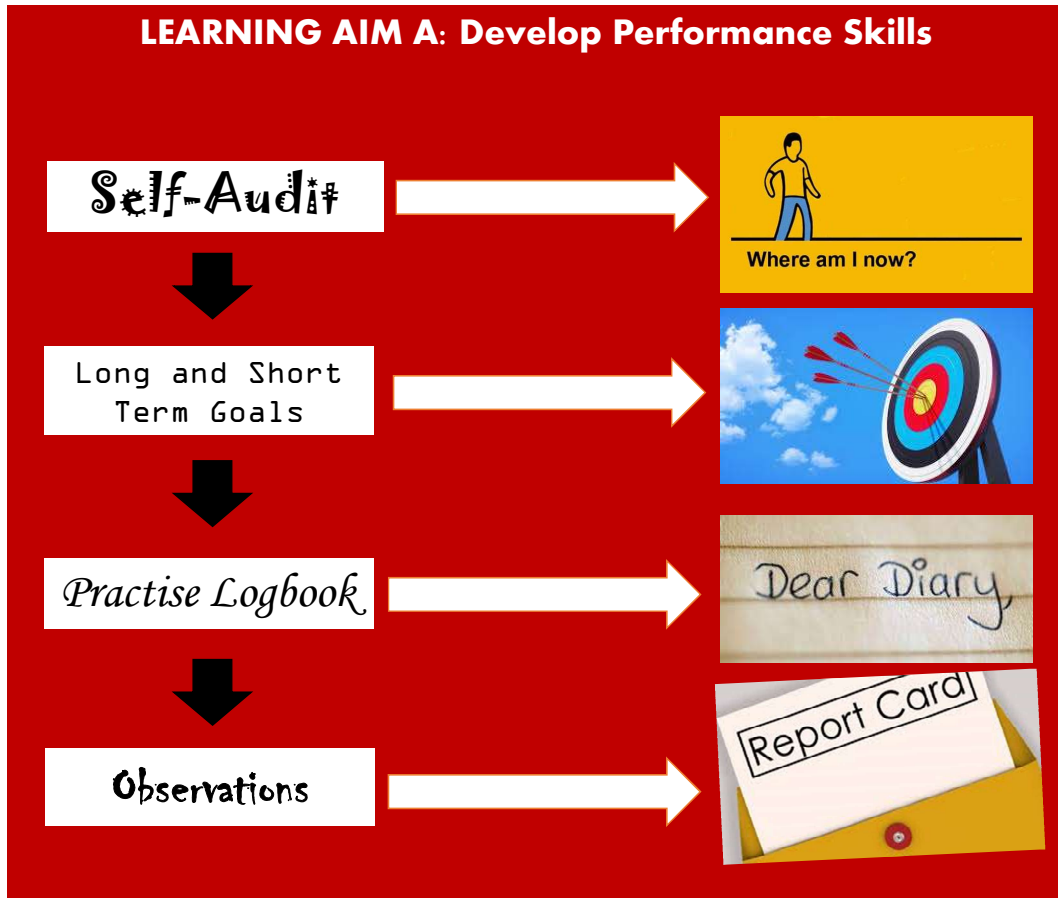 LEARNING AIM A: Develop Performance Skills
Self-Audit
Where am I now?
Long and Short
Term Goals
Practise Logbook
Dear Diary,
Observations
Report Card